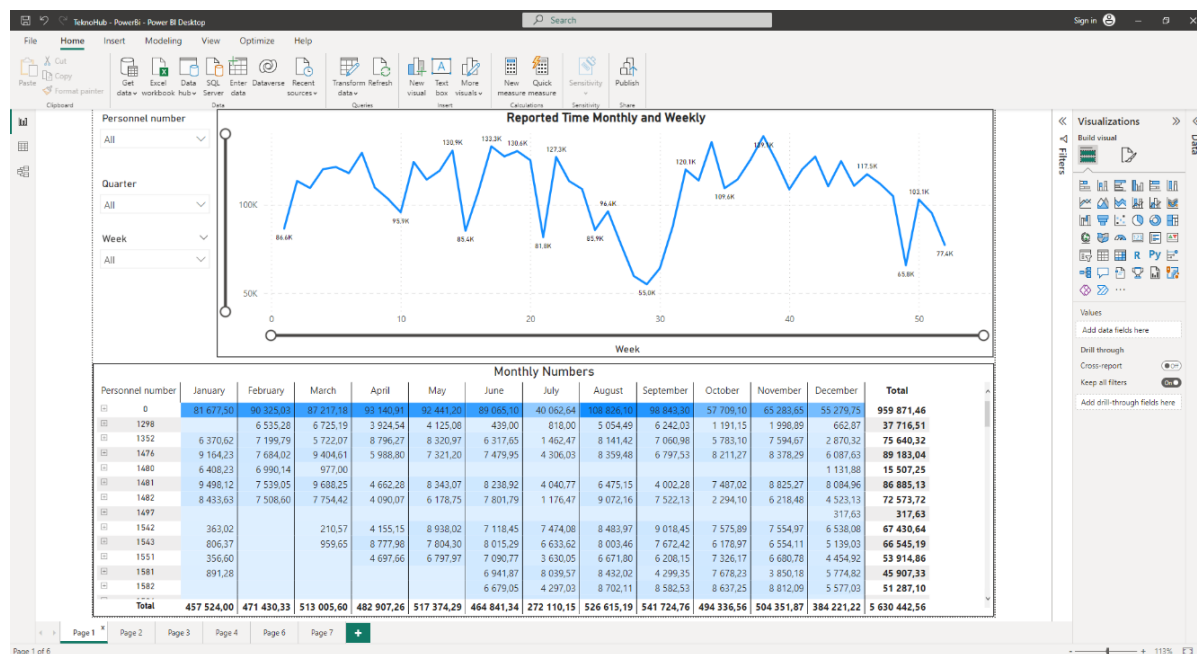 TeknoHub - PowerBi - Power BI Desktop
Search
Sign in
File Home Insert Modeling View Optimize Help
Paste
Cut
Copy
Format painter
Get data
Excel workbook
Data hub
SQL Server
Enter data
Dataverse
Recent sources
Transform data
Refresh
New visual
Text box
More visuals
New measure
Quick measure
Sensitivity
Publish
Clipboard Data Queries Insert Calculations Sensitivity Share
Personnel number
All
Quarter
All
Week
All
Reported Time Monthly and Weekly
100K
50K
86.6K
95.9K
130.9K
85.4K
133.3K
130.6K
81.8K
127.3K
85.9K
96.4K
55.0K
120.1K
109.6K
117.5K
65.8K
103.1K
77.6K
0 10 20 30 40 50
Week
Monthly Numbers
Personnel number January February March April May June July August September October November December Total
0 81 677,50 90 325,03 87 217,18 93 140,91 92 441,20 89 065,10 40 062,64 108 826,10 98 843,30 57 709,10 65 283,65 55 279,75 959 871,46
1298 6 535,28 6 725,19 3 924,54 4 125,08 439,00 818,00 5 054,49 6 242,03 1 191,15 1 998,89 662,87 37 716,51
1352 6 370,62 7 199,79 5 722,07 8 796,27 8 320,97 6 317,65 1 462,47 8 141,42 7 060,98 5 783,10 7 594,67 2 870,32 75 640,32
1476 9 164,23 7 684,02 9 404,61 5 988,80 7 321,20 7 479,95 4 306,03 8 359,48 6 797,53 8 211,27 8 378,29 6 087,63 89 183,04
1480 6 408,23 6 990,14 977,00 1 131,88 15 507,25
1481 9 498,12 7 539,05 9 688,25 4 662,28 8 343,07 8 238,92 4 040,77 6 475,15 4 002,28 7 487,02 8 825,27 8 084,96 86 885,13
1482 8 433,63 7 508,60 7 754,42 4 090,07 6 178,75 7 801,79 1 176,47 9 072,16 7 522,13 2 294,10 6 218,48 4 523,13 72 573,72
1497 317,63 317,63
1542 363,02 210,57 4 155,15 8 938,02 7 118,45 7 474,08 8 483,97 9 018,45 7 575,89 7 554,97 6 538,08 67 430,64
1543 806,37 959,65 8 777,98 7 804,30 8 015,29 6 633,62 8 003,46 7 672,42 6 178,97 6 554,11 5 139,03 66 545,19
1551 356,60 4 697,66 6 797,97 7 090,77 3 630,05 6 671,80 6 208,15 7 326,17 6 680,78 4 454,92 53 914,86
1581 891,28 6 941,87 8 039,57 8 432,02 4 299,35 7 678,23 3 850,18 5 774,82 45 907,33
1582 6 679,05 4 297,03 8 702,11 8 582,53 8 637,25 8 812,09 5 577,03 51 287,10
Total 457 524,00 471 430,33 513 005,60 482 907,26 517 374,29 464 841,34 272 110,15 526 615,19 541 724,76 494 336,56 504 351,87 384 221,22 5 630 442,56
Filters
Visualizations
Build visual
R Py
Values
Add data fields here
Drill through
Cross-report
Off
Keep all filters
On
Add drill-through fields here
Data
Page 1 Page 2 Page 3 Page 4 Page 6 Page 7
Page 1 of 6
113%